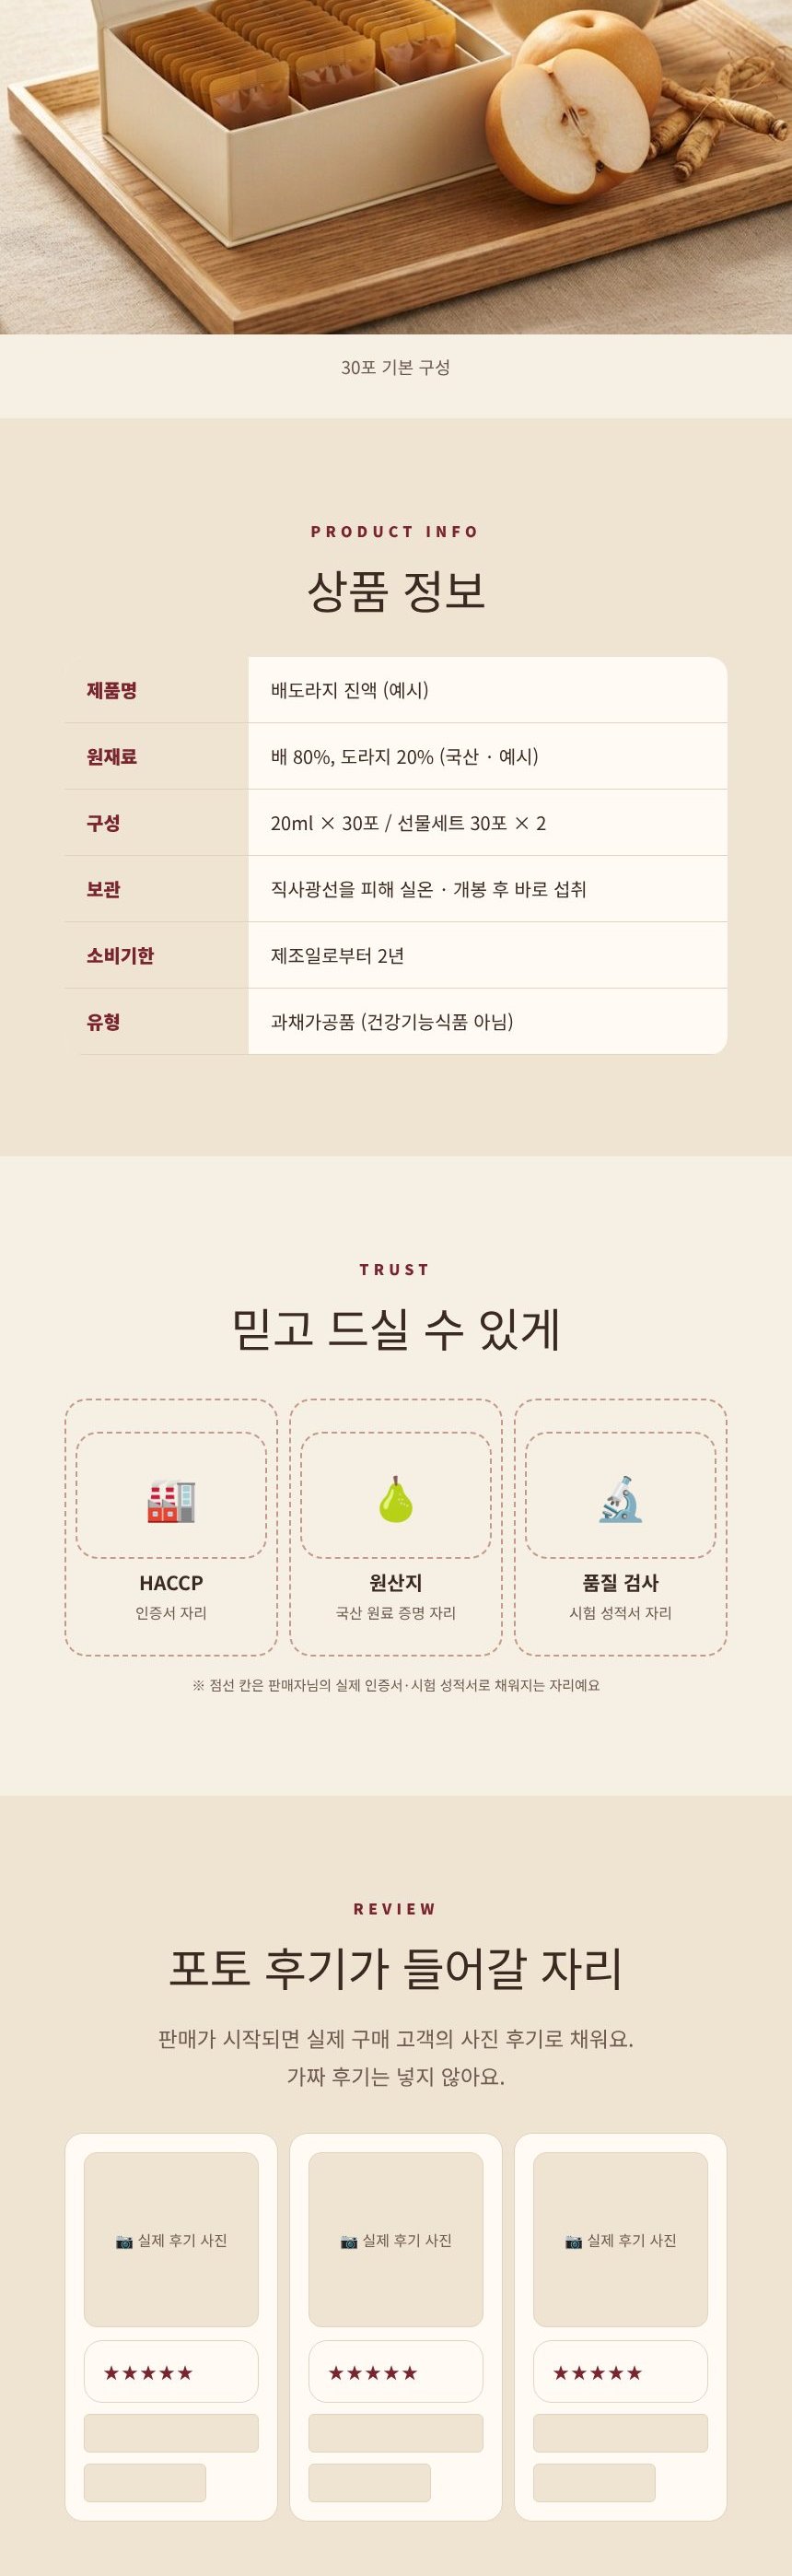 30포 기본 구성
PRODUCT INFO
상품 정보
제품명 배도라지 진액 (예시)
원재료 배 80%, 도라지 20% (국산 · 예시)
구성 20ml × 30포 / 선물세트 30포 × 2
보관 직사광선을 피해 실온 · 개봉 후 바로 섭취
소비기한 제조일로부터 2년
유형 과채가공품 (건강기능식품 아님)
TRUST
믿고 드실 수 있게
HACCP 원산지 품질 검사
인증서 자리 국산 원료 증명 자리 시험 성적서 자리
※ 점선 칸은 판매자님의 실제 인증서·시험 성적서로 채워지는 자리예요
REVIEW
포토 후기가 들어갈 자리
판매가 시작되면 실제 구매 고객의 사진 후기로 채워요.
가짜 후기는 넣지 않아요.
📷 실제 후기 사진 📷 실제 후기 사진 📷 실제 후기 사진
★★★★★ ★★★★★ ★★★★★